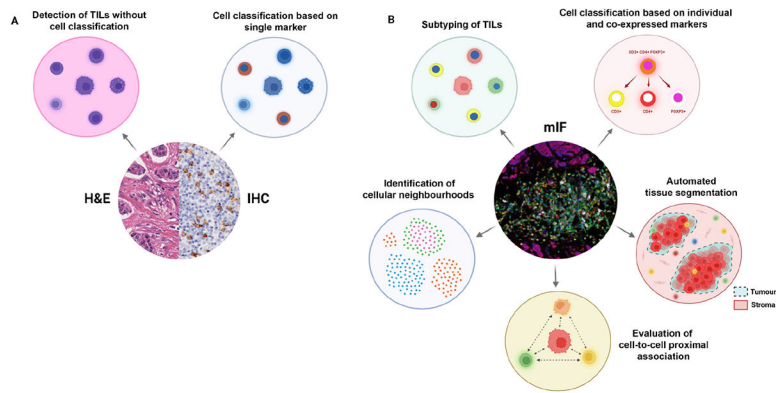 A
Detection of TILs without
cell classification
Cell classification based on
single marker
H&E
IHC
B
Subtyping of TILs
Cell classification based on individual
and co-expressed markers
CD3+ CD4+ FOXP3+
CD3+
CD4+
FOXP3+
mIF
Identification of
cellular neighbourhoods
Automated
tissue segmentation
Tumour
Stroma
Evaluation of
cell-to-cell proximal
association